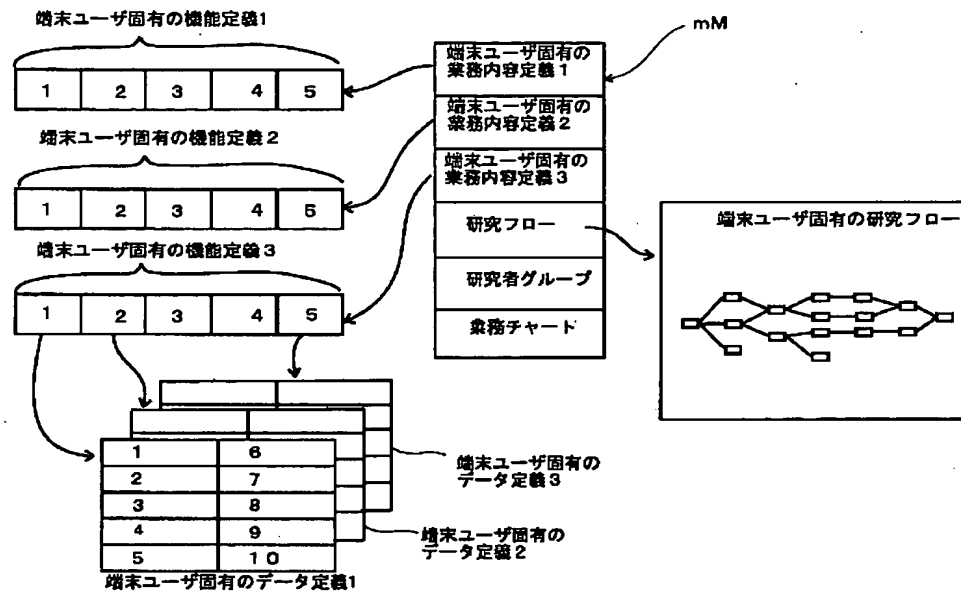 端末ユーザ固有の機能定義1
1 2 3 4 5
端末ユーザ固有の機能定義2
1 2 3 4 5
端末ユーザ固有の機能定義3
1 2 3 4 5
mM
端末ユーザ固有の
業務内容定義1
端末ユーザ固有の
業務内容定義2
端末ユーザ固有の
業務内容定義3
研究フロー
研究者グループ
業務チャート
端末ユーザ固有の研究フロー
1 6
2 7
3 8
4 9
5 10
端末ユーザ固有の
データ定義3
端末ユーザ固有の
データ定義2
端末ユーザ固有のデータ定義1